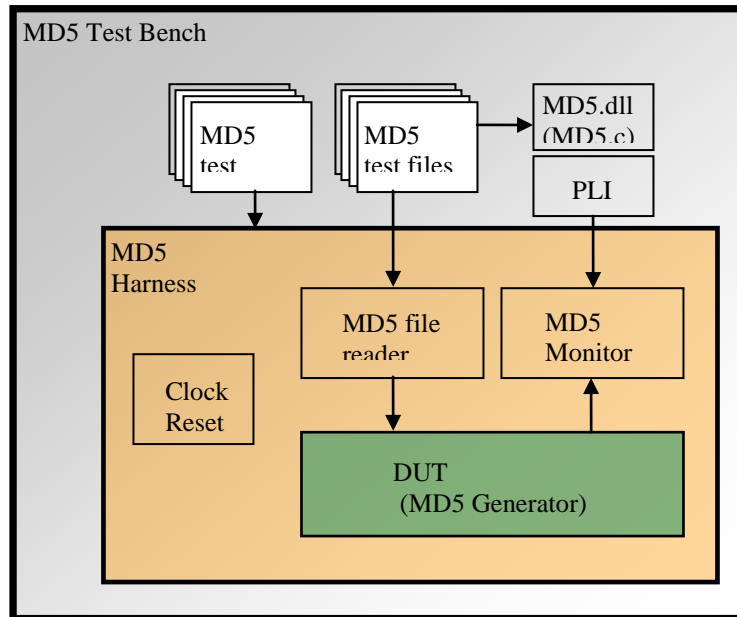 MD5 Test Bench
MD5
test
MD5
test files
MD5.dll
(MD5.c)
PLI
MD5
Harness
MD5 file
reader
MD5
Monitor
Clock
Reset
DUT
(MD5 Generator)